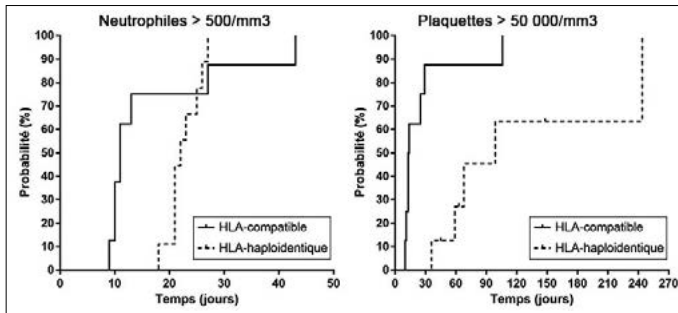 Neutrophiles > 500/mm3
100
90
80
70
60
50
40
30
20
10
0
Probabilité (%)
HLA-compatible
HLA-haploidentique
0 10 20 30 40 50
Temps (jours)
Plaquettes > 50 000/mm3
100
90
80
70
60
50
40
30
20
10
0
Probabilité (%)
HLA-compatible
HLA-haploidentique
0 30 60 90 120 150 180 210 240 270
Temps (jours)